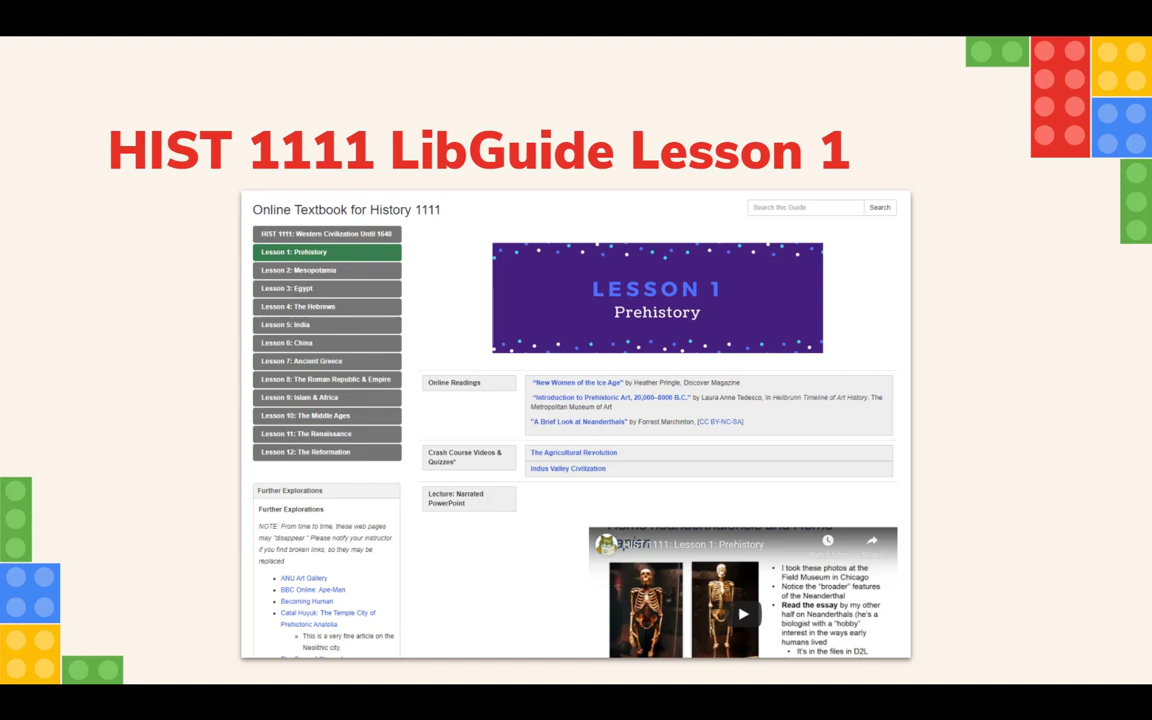 HIST 1111 LibGuide Lesson 1
Online Textbook for History 1111
Search this Guide
Search
HIST 1111: Western Civilization Until 1648
Lesson 1: Prehistory
Lesson 2: Mesopotamia
Lesson 3: Egypt
Lesson 4: The Hebrews
Lesson 5: India
Lesson 6: China
Lesson 7: Ancient Greece
Lesson 8: The Roman Republic & Empire
Lesson 9: Islam & Africa
Lesson 10: The Middle Ages
Lesson 11: The Renaissance
Lesson 12: The Reformation
Further Explorations
Further Explorations
NOTE: From time to time, these web pages
may "disappear." Please notify your instructor
if you find broken links, so they may be
replaced
• ANU Art Gallery
• BBC Online: Ape-Man
• Becoming Human
• Catal Huyuk: The Temple City of
Prehistoric Anatolia
This is a very fine article on the
Neolithic city.
LESSON 1
Prehistory
Online Readings
"New Women of the Ice Age" by Heather Pringle, Discover Magazine
"Introduction to Prehistoric Art, 20,000–8000 B.C." by Laura Anne Tedesco, in Heilbrunn Timeline of Art History. The
Metropolitan Museum of Art
"A Brief Look at Neanderthals" by Forrest Marchinton, [CC BY-NC-SA]
Crash Course Videos &
Quizzes*
The Agricultural Revolution
Indus Valley Civilization
Lecture: Narrated
PowerPoint
HIST 1111: Lesson 1: Prehistory
Watch later
Share
• I took these photos at the
Field Museum in Chicago
• Notice the "broader" features
of the Neanderthal
• Read the essay by my other
half on Neanderthals (he's a
biologist with a "hobby"
interest in the ways early
humans lived
• It's in the files in D2L